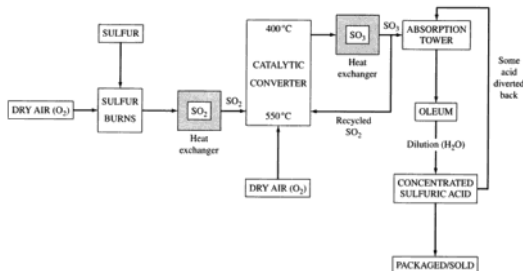 SULFUR
DRY AIR (O₂)
SULFUR
BURNS
SO₂
Heat
exchanger
SO₂
400°C
CATALYTIC
CONVERTER
550°C
DRY AIR (O₂)
SO₃
Heat
exchanger
SO₃
Recycled
SO₂
ABSORPTION
TOWER
Some
acid
diverted
back
OLEUM
Dilution (H₂O)
CONCENTRATED
SULFURIC ACID
PACKAGED/SOLD